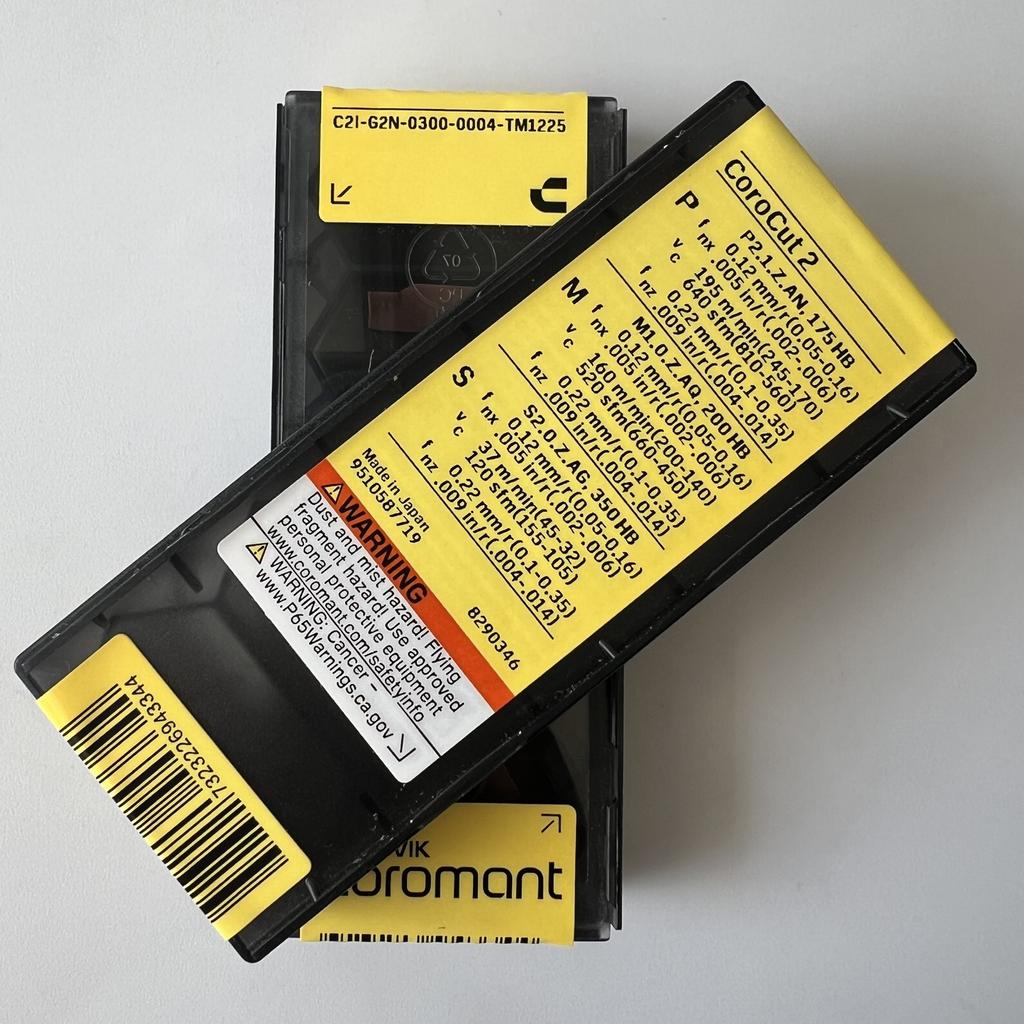 C2I-G2N-0300-0004-TM1225
07
PC
CoroCut 2
P P2.1.Z.AN, 175 HB
f nx 0.12 mm/r(0.05-0.16)
.005 in/r(.002-.006)
v c 195 m/min(245-170)
640 sfm(810-560)
f nz 0.22 mm/r(0.1-0.35)
.009 in/r(.004-.014)
M M1.0.Z.AQ, 200 HB
f nx 0.12 mm/r(0.05-0.16)
.005 in/r(.002-.006)
v c 160 m/min(200-140)
520 sfm(660-450)
f nz 0.22 mm/r(0.1-0.35)
.009 in/r(.004-.014)
S S2.0.Z.AG, 350 HB
f nx 0.12 mm/r(0.05-0.16)
.005 in/r(.002-.006)
v c 37 m/min(45-32)
120 sfm(155-105)
f nz 0.22 mm/r(0.1-0.35)
.009 in/r(.004-.014)
Made in Japan
9510587719
8290346
WARNING
Dust and mist hazard! Flying
fragment hazard! Use approved
personal protective equipment
www.coromant.com/safetyinfo
WARNING: Cancer –
www.P65Warnings.ca.gov
7323226943344
VIK
oromant